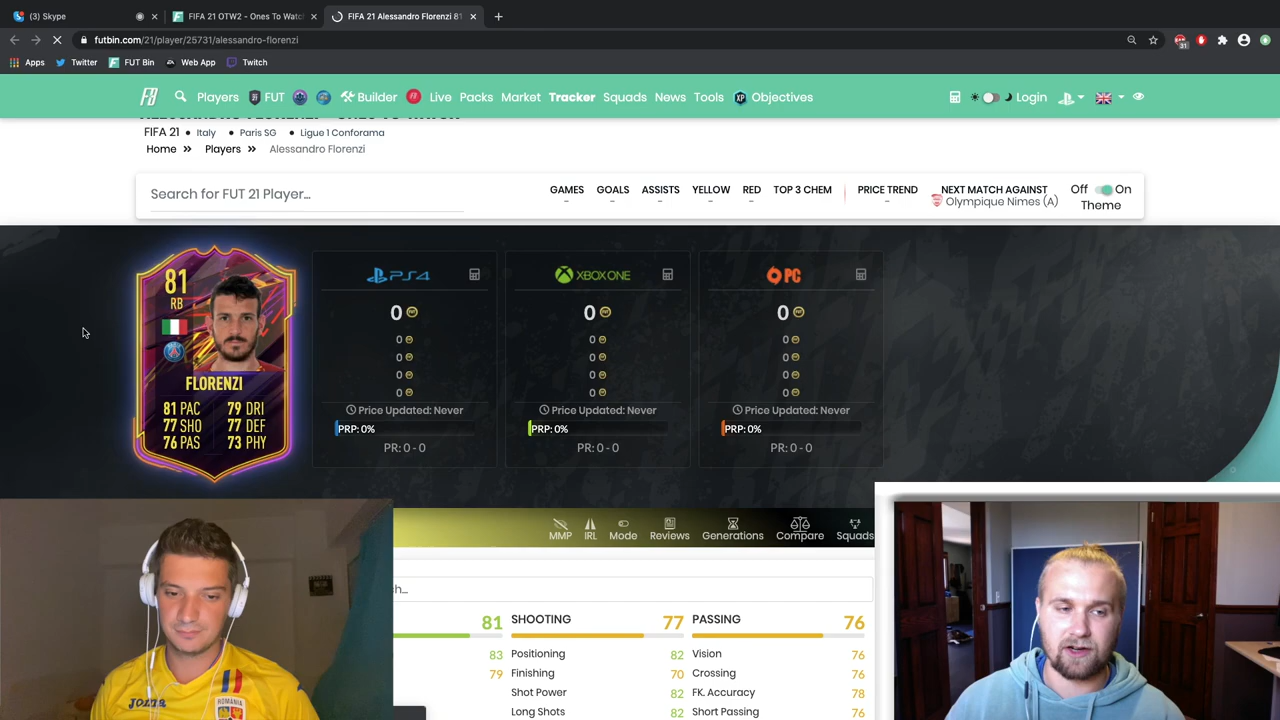 (3) Skype
FIFA 21 OTW2 - Ones To Watch
FIFA 21 Alessandro Florenzi 81
futbin.com/21/player/25731/alessandro-florenzi
31
Apps
Twitter
FUT Bin
Web App
Twitch
Players
FUT
Builder
Live
Packs
Market
Tracker
Squads
News
Tools
XP
Objectives
Login
FIFA 21
Italy
Paris SG
Ligue 1 Conforama
Home
Players
Alessandro Florenzi
Search for FUT 21 Player...
GAMES
GOALS
ASSISTS
YELLOW
RED
TOP 3 CHEM
PRICE TREND
NEXT MATCH AGAINST
Off On
- - - - - - -
Olympique Nimes (A)
Theme
81
RB
FLORENZI
81 PAC 79 DRI
77 SHO 77 DEF
76 PAS 73 PHY
PS4
0
0
0
0
0
Price Updated: Never
PRP: 0%
PR: 0 - 0
XBOX ONE
0
0
0
0
0
Price Updated: Never
PRP: 0%
PR: 0 - 0
PC
0
0
0
0
0
Price Updated: Never
PRP: 0%
PR: 0 - 0
MMP
IRL
Mode
Reviews
Generations
Compare
Squads
ch...
81
83
79
SHOOTING 77
Positioning 82
Finishing 70
Shot Power 82
Long Shots 82
PASSING 76
Vision 76
Crossing 76
FK. Accuracy 78
Short Passing 76
JOMA
ROMANIA